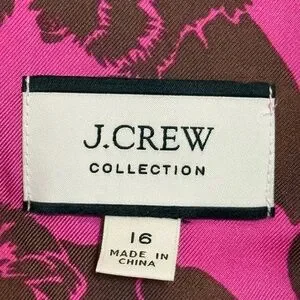 J.CREW
COLLECTION
16
MADE IN
CHINA